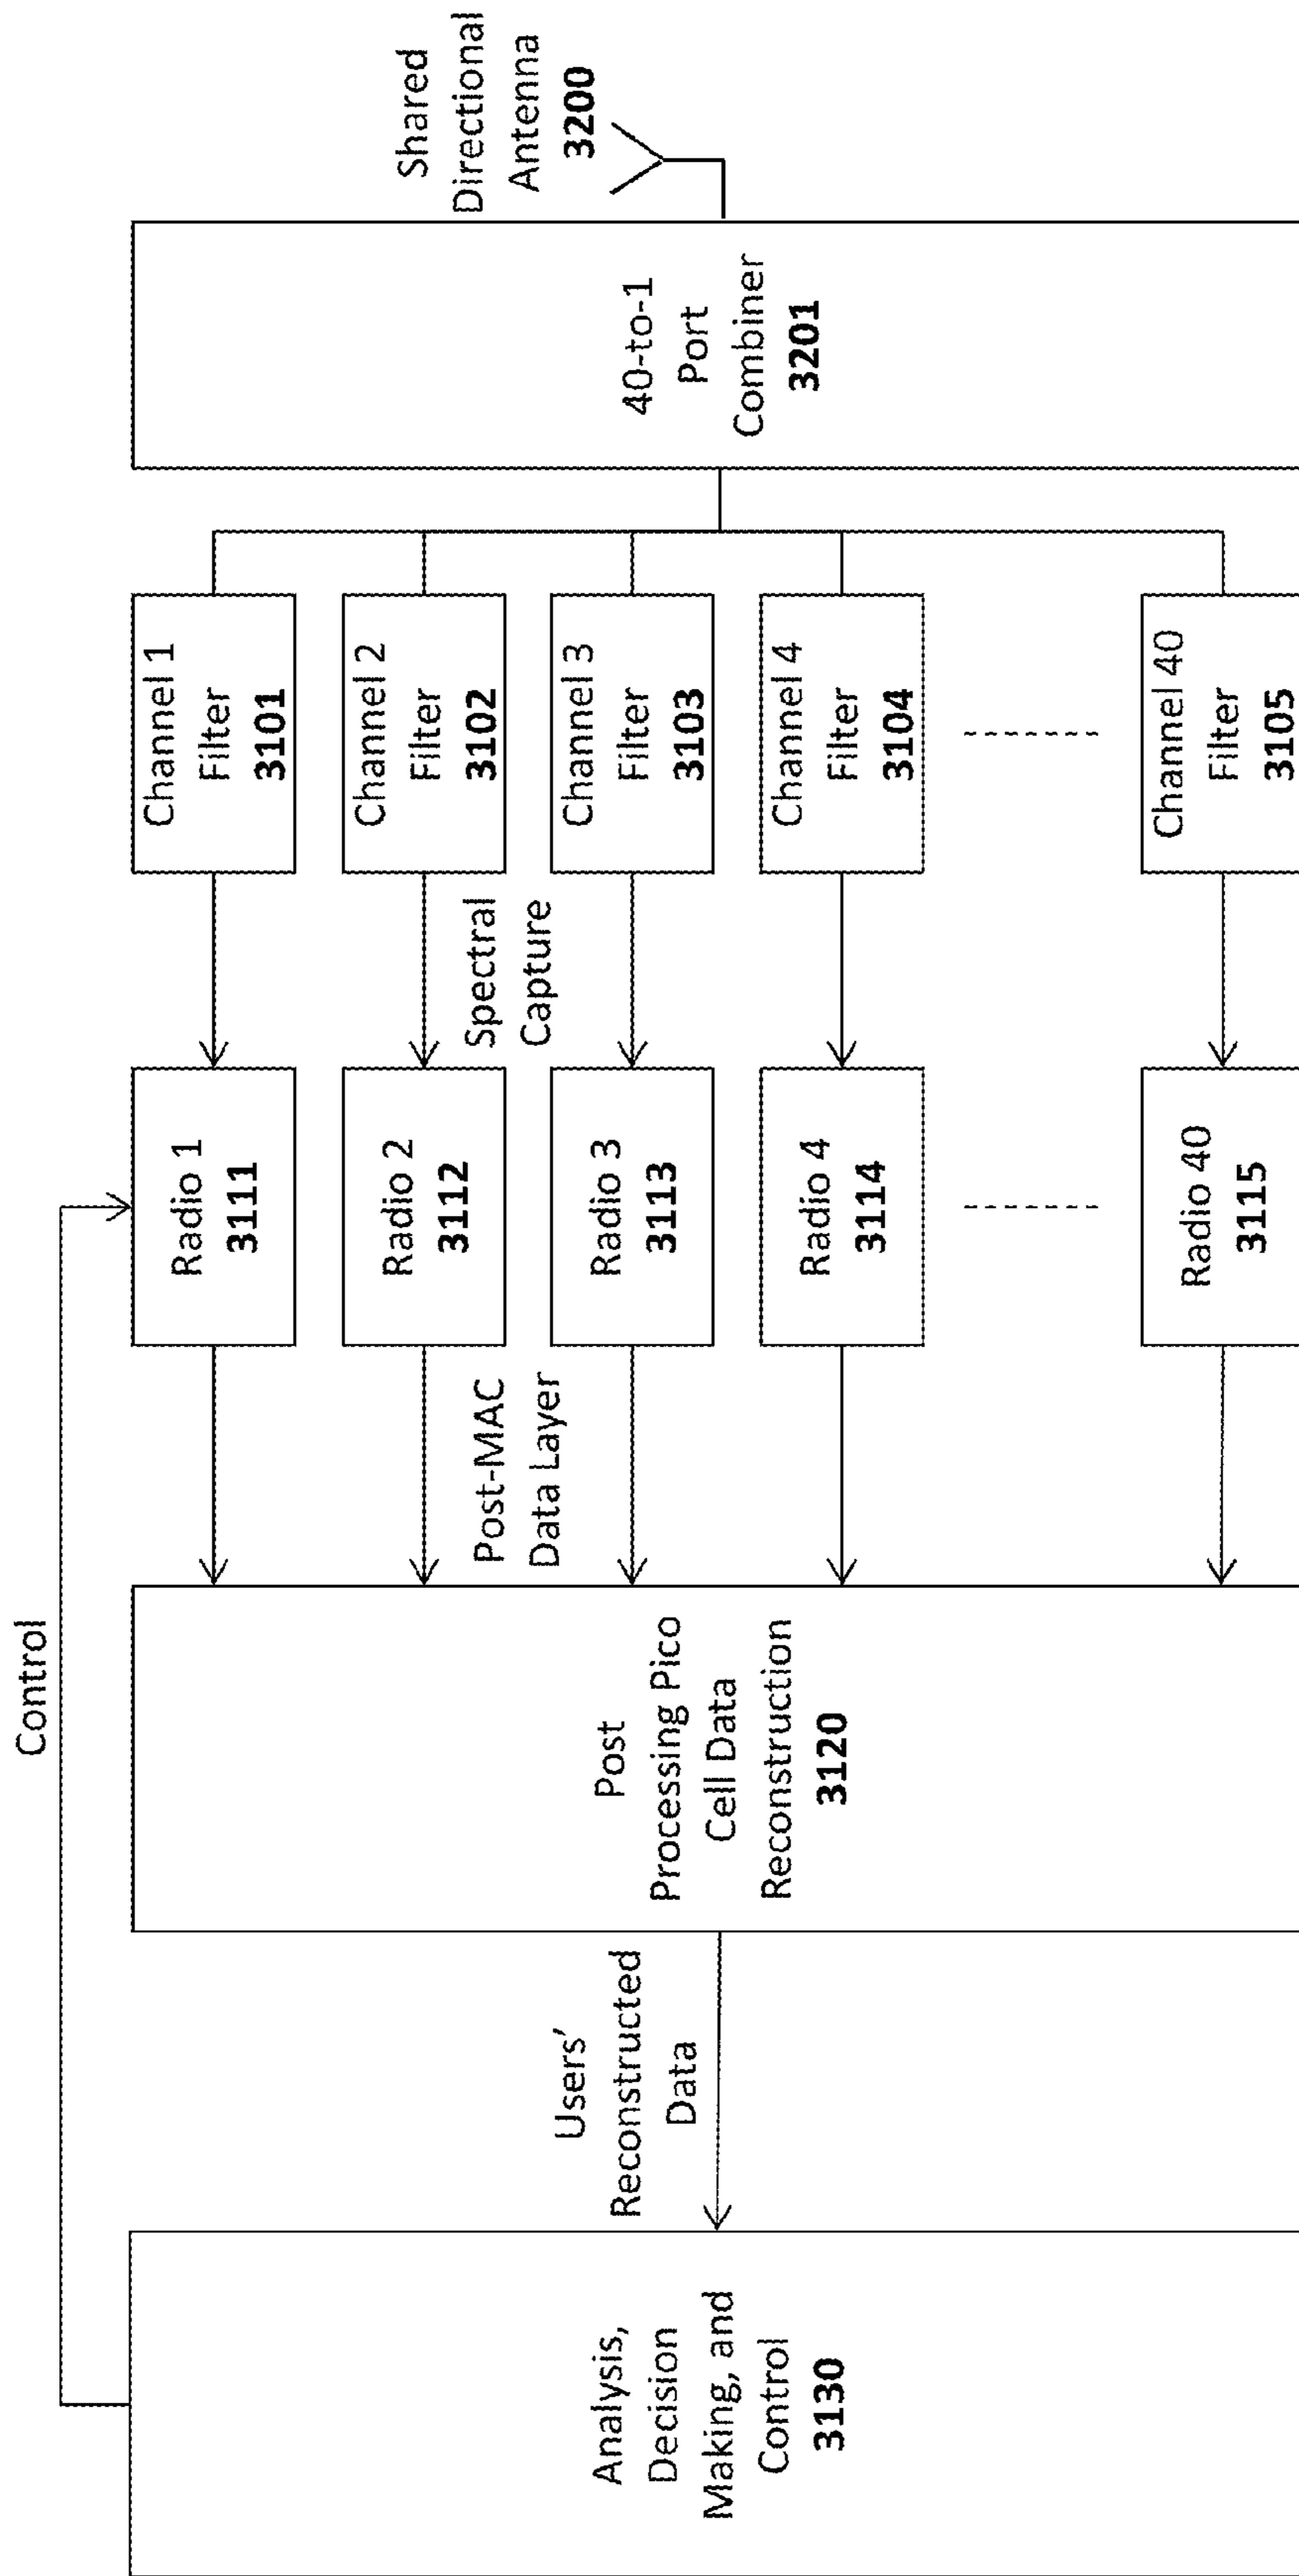 Control
Analysis,
Decision
Making, and
Control
3130
Users’
Reconstructed
Data
Post
Processing Pico
Cell Data
Reconstruction
3120
Post-MAC
Data Layer
Radio 1
3111
Radio 2
3112
Radio 3
3113
Radio 4
3114
Radio 40
3115
Spectral
Capture
Channel 1
Filter
3101
Channel 2
Filter
3102
Channel 3
Filter
3103
Channel 4
Filter
3104
Channel 40
Filter
3105
40-to-1
Port
Combiner
3201
Shared
Directional
Antenna
3200